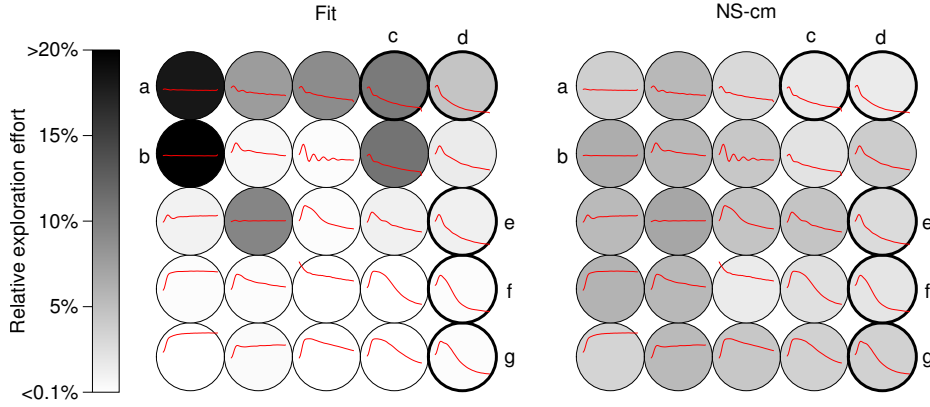 Fit
NS-cm
c
d
c
d
>20%
15%
10%
5%
<0.1%
Relative exploration effort
a
b
e
f
g
a
b
e
f
g